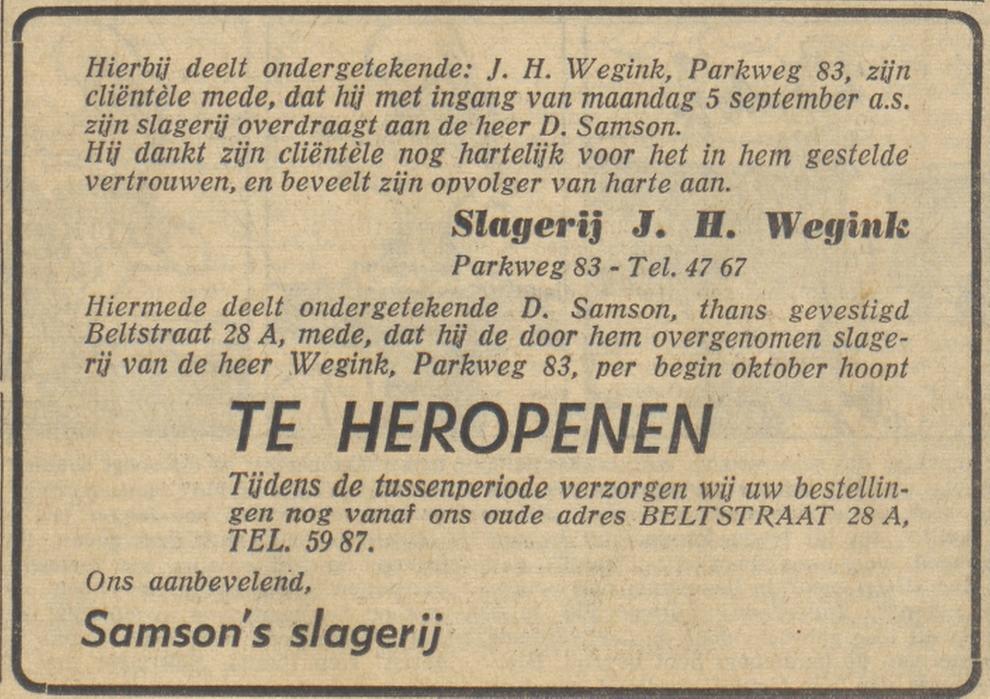 Hierbij deelt ondergetekende: J. H. Wegink, Parkweg 83, zijn
cliëntèle mede, dat hij met ingang van maandag 5 september a.s.
zijn slagerij overdraagt aan de heer D. Samson.
Hij dankt zijn cliëntèle nog hartelijk voor het in hem gestelde
vertrouwen, en beveelt zijn opvolger van harte aan.
Slagerij J. H. Wegink
Parkweg 83 - Tel. 47 67
Hiermede deelt ondergetekende D. Samson, thans gevestigd
Beltstraat 28 A, mede, dat hij de door hem overgenomen slage-
rij van de heer Wegink, Parkweg 83, per begin oktober hoopt
TE HEROPENEN
Tijdens de tussenperiode verzorgen wij uw bestellin-
gen nog vanaf ons oude adres BELTSTRAAT 28 A,
TEL. 59 87.
Ons aanbevelend,
Samson's slagerij